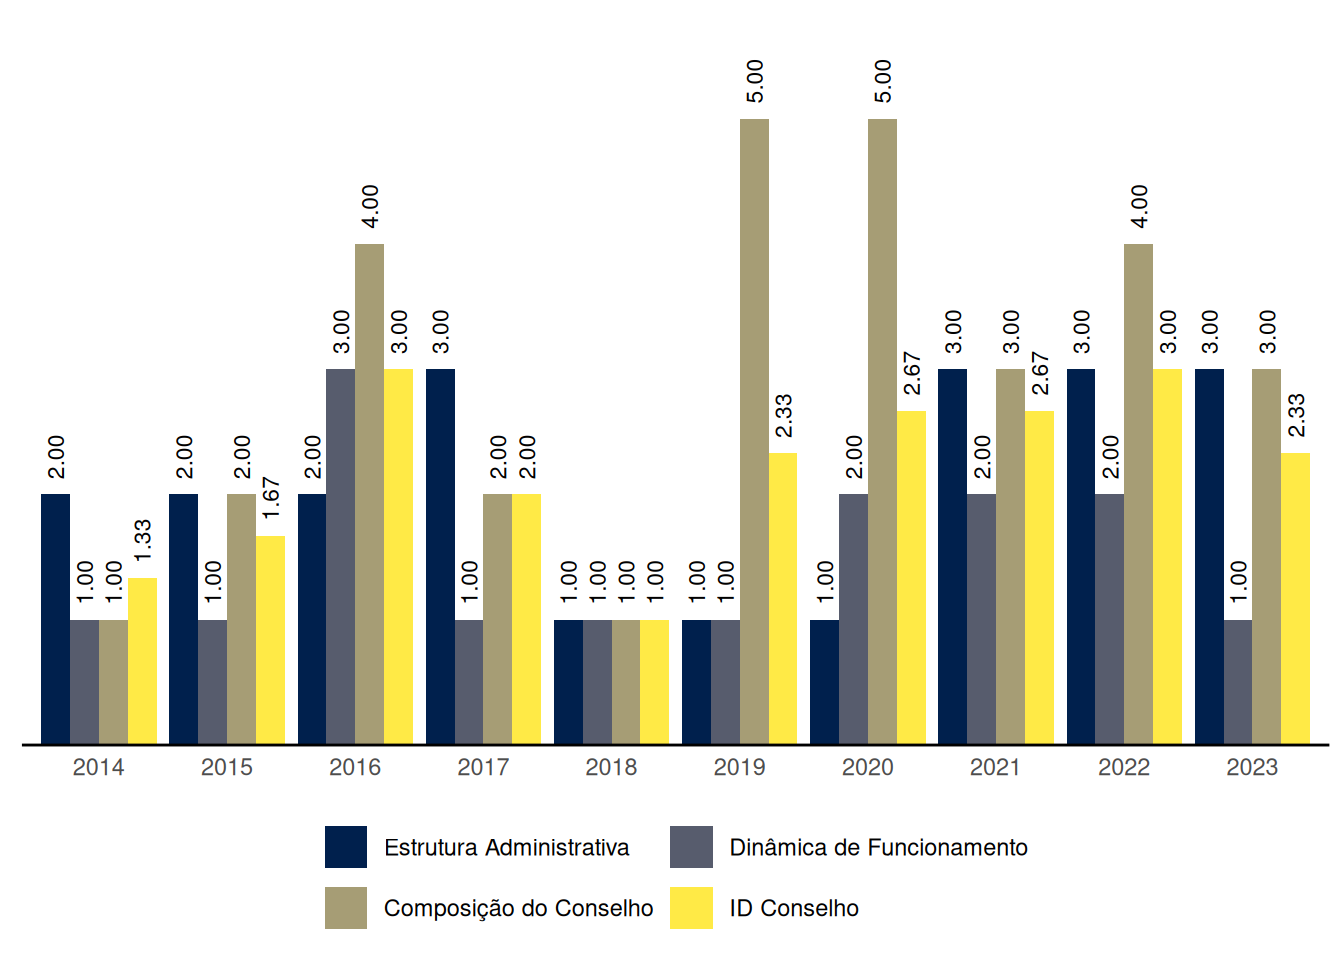 5.00 5.00
4.00 4.00
3.00 3.00 3.00 3.00 3.00 3.00 3.00 3.00
2.67 2.67
2.33 2.33
2.00 2.00 2.00 2.00 2.00 2.00 2.00 2.00 2.00
1.67
1.33
1.00 1.00 1.00 1.00 1.00 1.00 1.00 1.00 1.00 1.00 1.00 1.00
2014 2015 2016 2017 2018 2019 2020 2021 2022 2023
Estrutura Administrativa Dinâmica de Funcionamento
Composição do Conselho ID Conselho